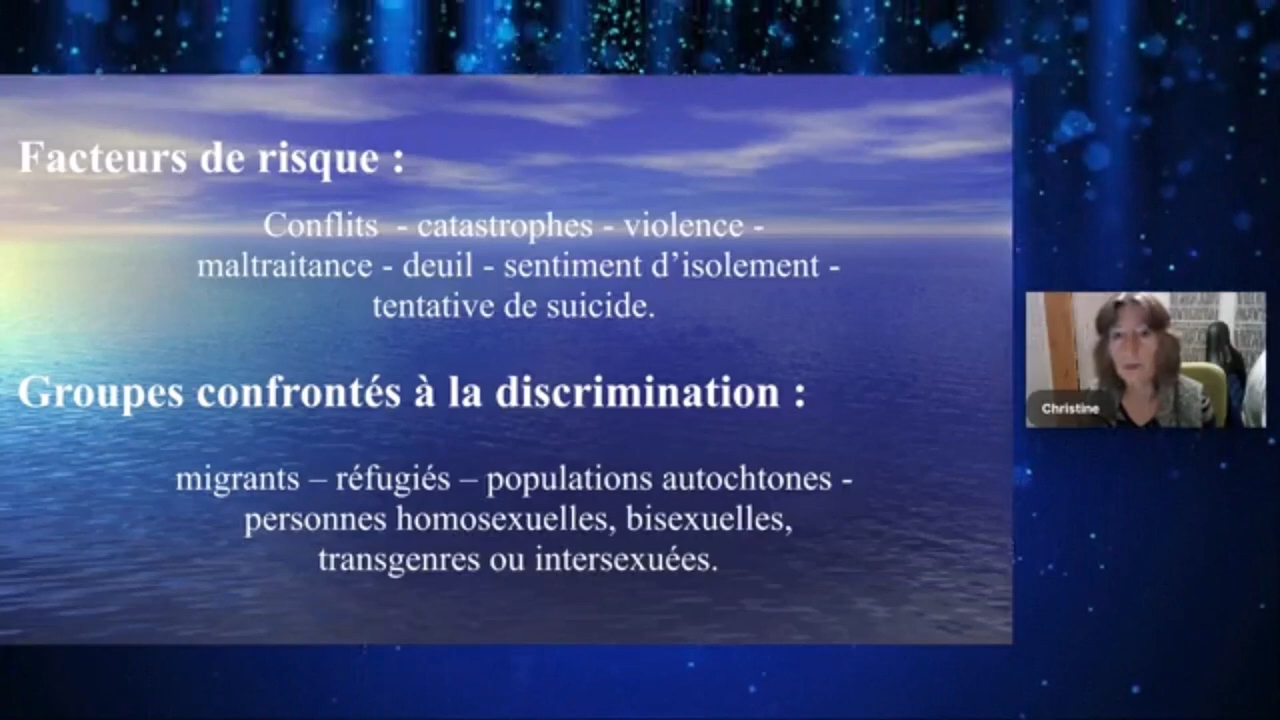 Facteurs de risque :
Conflits - catastrophes - violence -
maltraitance - deuil - sentiment d’isolement -
tentative de suicide.
Groupes confrontés à la discrimination :
migrants – réfugiés – populations autochtones -
personnes homosexuelles, bisexuelles,
transgenres ou intersexuées.
Christine